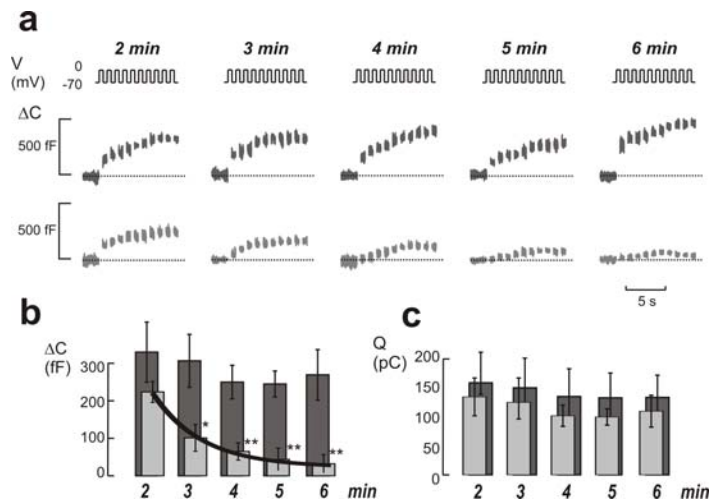 a
2 min 3 min 4 min 5 min 6 min
V
(mV)
0
-70
ΔC
500 fF
500 fF
5 s
b
ΔC
(fF)
300
200
100
0
*
**
**
**
2 3 4 5 6 min
c
Q
(pC)
150
100
50
0
2 3 4 5 6 min